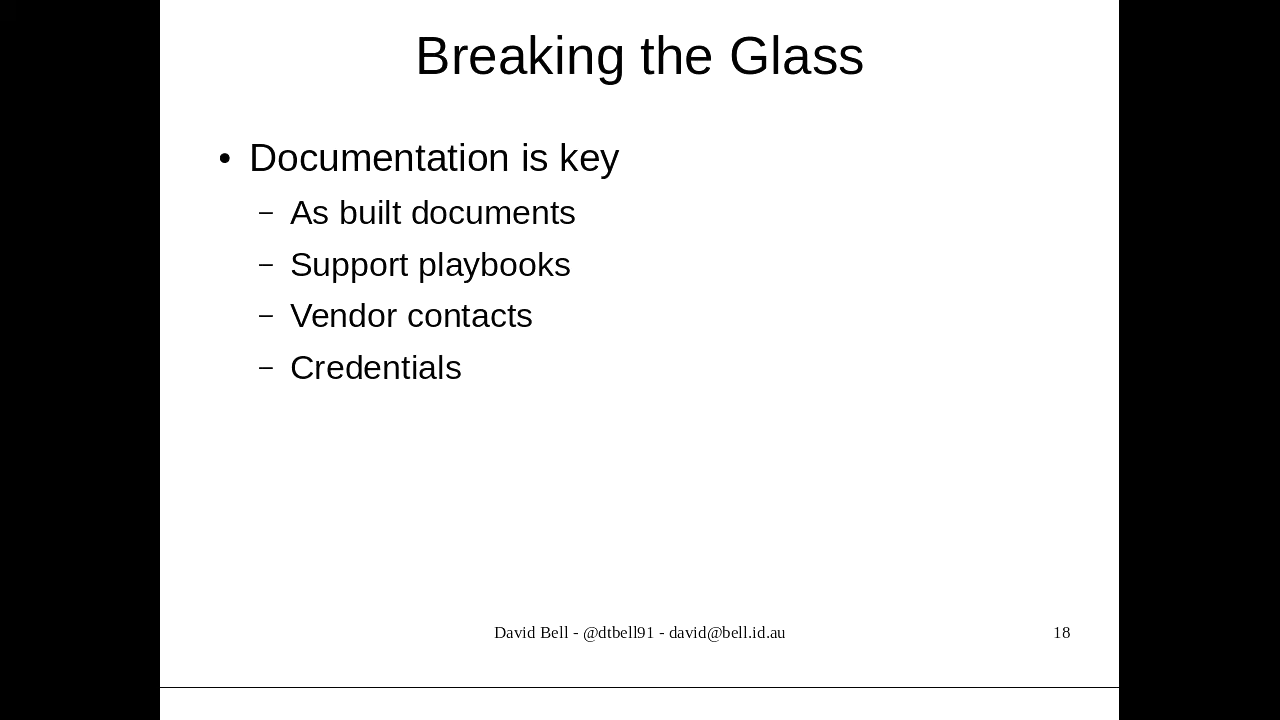 Breaking the Glass
• Documentation is key
– As built documents
– Support playbooks
– Vendor contacts
– Credentials
David Bell - @dtbell91 - david@bell.id.au
18